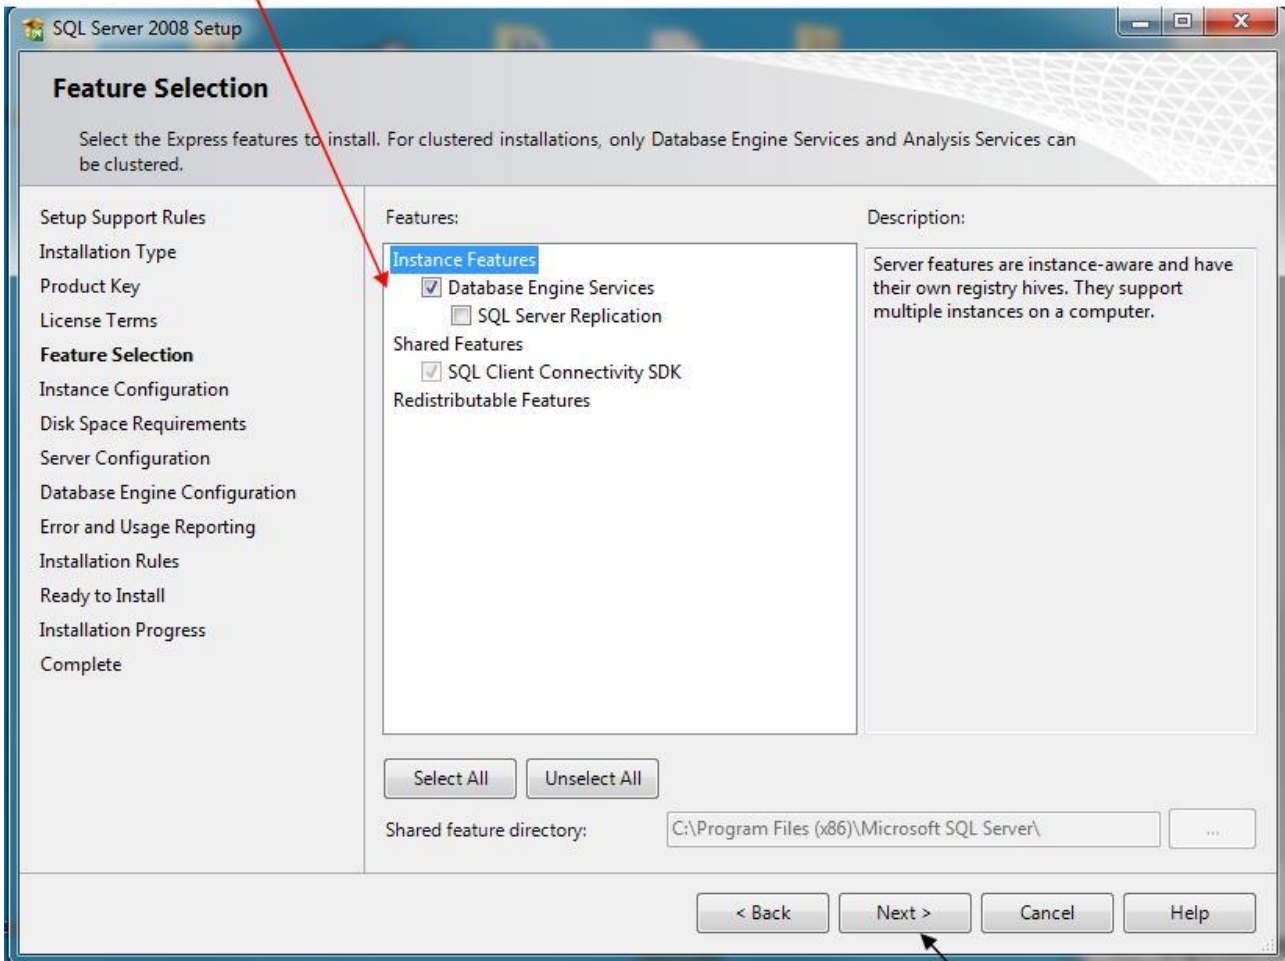 SQL Server 2008 Setup
Feature Selection
Select the Express features to install. For clustered installations, only Database Engine Services and Analysis Services can
be clustered.
Setup Support Rules
Installation Type
Product Key
License Terms
Feature Selection
Instance Configuration
Disk Space Requirements
Server Configuration
Database Engine Configuration
Error and Usage Reporting
Installation Rules
Ready to Install
Installation Progress
Complete
Features:
Instance Features
Database Engine Services
SQL Server Replication
Shared Features
SQL Client Connectivity SDK
Redistributable Features
Description:
Server features are instance-aware and have
their own registry hives. They support
multiple instances on a computer.
Select All
Unselect All
Shared feature directory:
C:\Program Files (x86)\Microsoft SQL Server\
...
< Back
Next >
Cancel
Help